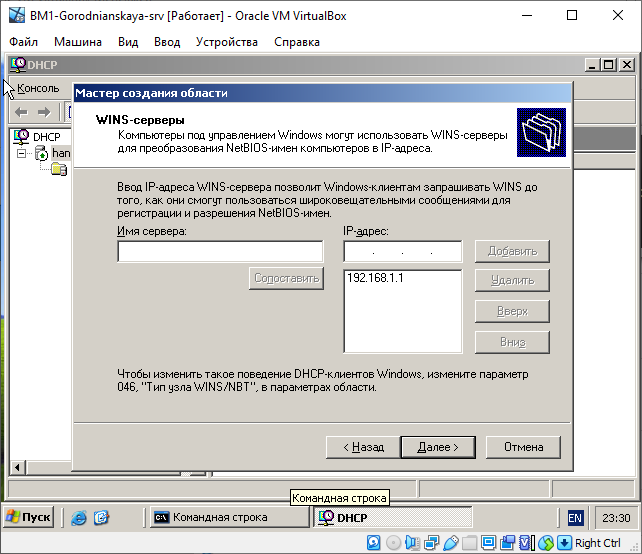 BM1-Gorodnianskaya-srv [Работает] - Oracle VM VirtualBox
Файл Машина Вид Ввод Устройства Справка
DHCP
Консоль
Мастер создания области
WINS-серверы
Компьютеры под управлением Windows могут использовать WINS-серверы
для преобразования NetBIOS-имен компьютеров в IP-адреса.
DHCP
han
Ввод IP-адреса WINS-сервера позволит Windows-клиентам запрашивать WINS до
того, как они смогут пользоваться широковещательными сообщениями для
регистрации и разрешения NetBIOS-имен.
Имя сервера: IP-адрес:
. . . Добавить
Сопоставить 192.168.1.1 Удалить
Вверх
Вниз
Чтобы изменить такое поведение DHCP-клиентов Windows, измените параметр
046, "Тип узла WINS/NBT", в параметрах области.
< Назад Далее > Отмена
Командная строка
Пуск Командная строка DHCP EN 23:30
Right Ctrl